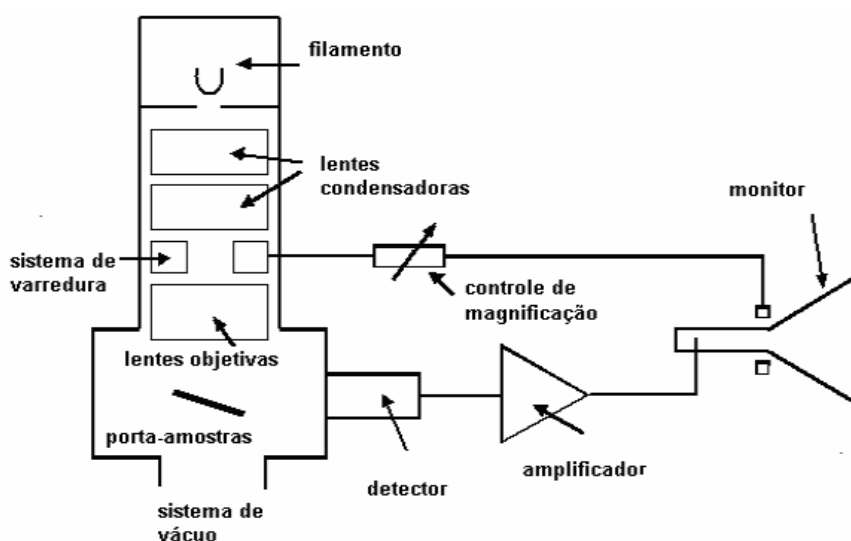 filamento
lentes
condensadoras
monitor
sistema de
varredura
controle de
magnificação
lentes objetivas
porta-amostras
detector
amplificador
sistema de
vácuo